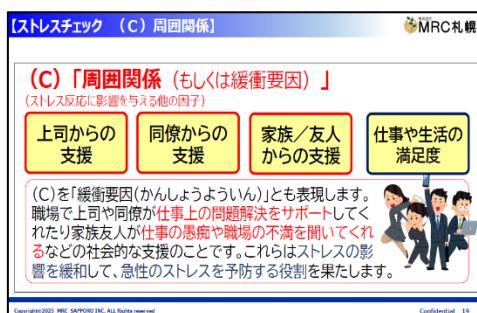 【ストレスチェック （C）周囲関係】
株式会社
MRC札幌
（C）「周囲関係（もしくは緩衝要因）」
（ストレス反応に影響を与える他の因子）
上司からの
支援
同僚からの
支援
家族／友人
からの支援
仕事や生活の
満足度
（C）を「緩衝要因（かんしょうよういん）」とも表現します。
職場で上司や同僚が仕事上の問題解決をサポートしてく
れたり家族友人が仕事の愚痴や職場の不満を聞いてくれ
るなどの社会的な支援のことです。これらはストレスの影
響を緩和して、急性のストレスを予防する役割を果たします。
Copyright©2025 MRC SAPPORO INC. ALL Rights reserved
Confidential 19